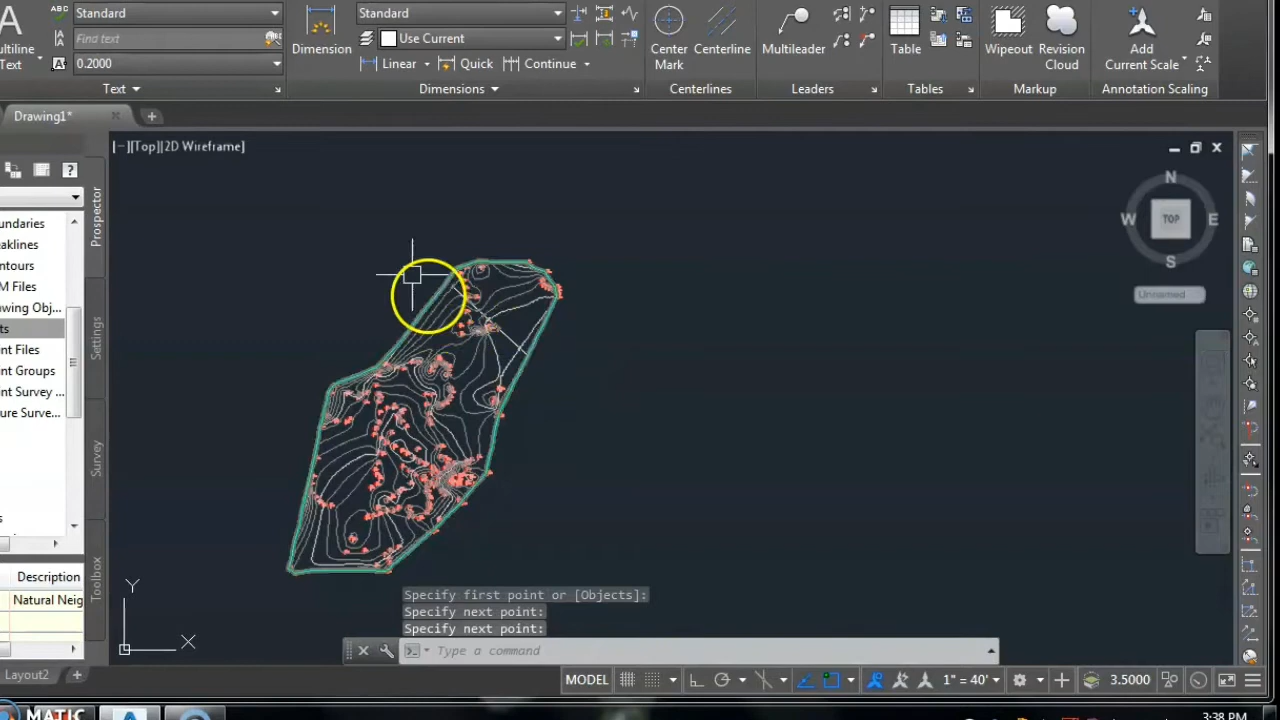 Standard
Find text
0.2000
Multiline
Text
Text
Dimension
Standard
Use Current
Linear
Quick
Continue
Dimensions
Center
Mark
Centerline
Centerlines
Multileader
Leaders
Table
Tables
Wipeout
Revision
Cloud
Markup
Add
Current Scale
Annotation Scaling
Drawing1*
[−][Top][2D Wireframe]
Prospector
Settings
Survey
Toolbox
undaries
eaklines
ontours
M Files
awing Obj...
ts
nt Files
nt Groups
nt Survey ...
ure Surve...
s
Description
Natural Neig
N
W
TOP
E
S
Unnamed
Y
X
Specify first point or [Objects]:
Specify next point:
Specify next point:
Type a command
Layout2
MODEL
1" = 40'
3.5000
MATIC
3:38 PM